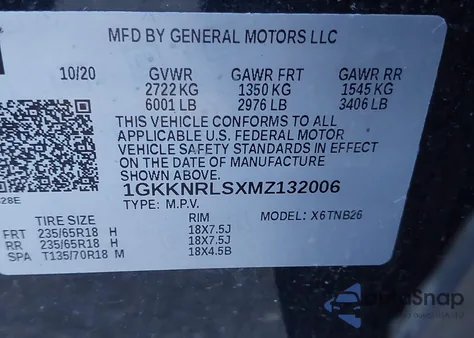 MFD BY GENERAL MOTORS LLC
10/20 GVWR GAWR FRT GAWR RR
2722 KG 1350 KG 1545 KG
6001 LB 2976 LB 3406 LB
THIS VEHICLE CONFORMS TO ALL
APPLICABLE U.S. FEDERAL MOTOR
VEHICLE SAFETY STANDARDS IN
EFFECT ON THE DATE OF MANUFACTURE
SHOWN ABOVE.
1GKKNRLSXMZ132006
TYPE: M.P.V. MODEL: X6TNB26
28E
TIRE SIZE RIM
FRT 235/65R18 H 18X7.5J
RR 235/65R18 H 18X7.5J
SPA T135/70R18 M 18X4.5B
AutoSnap